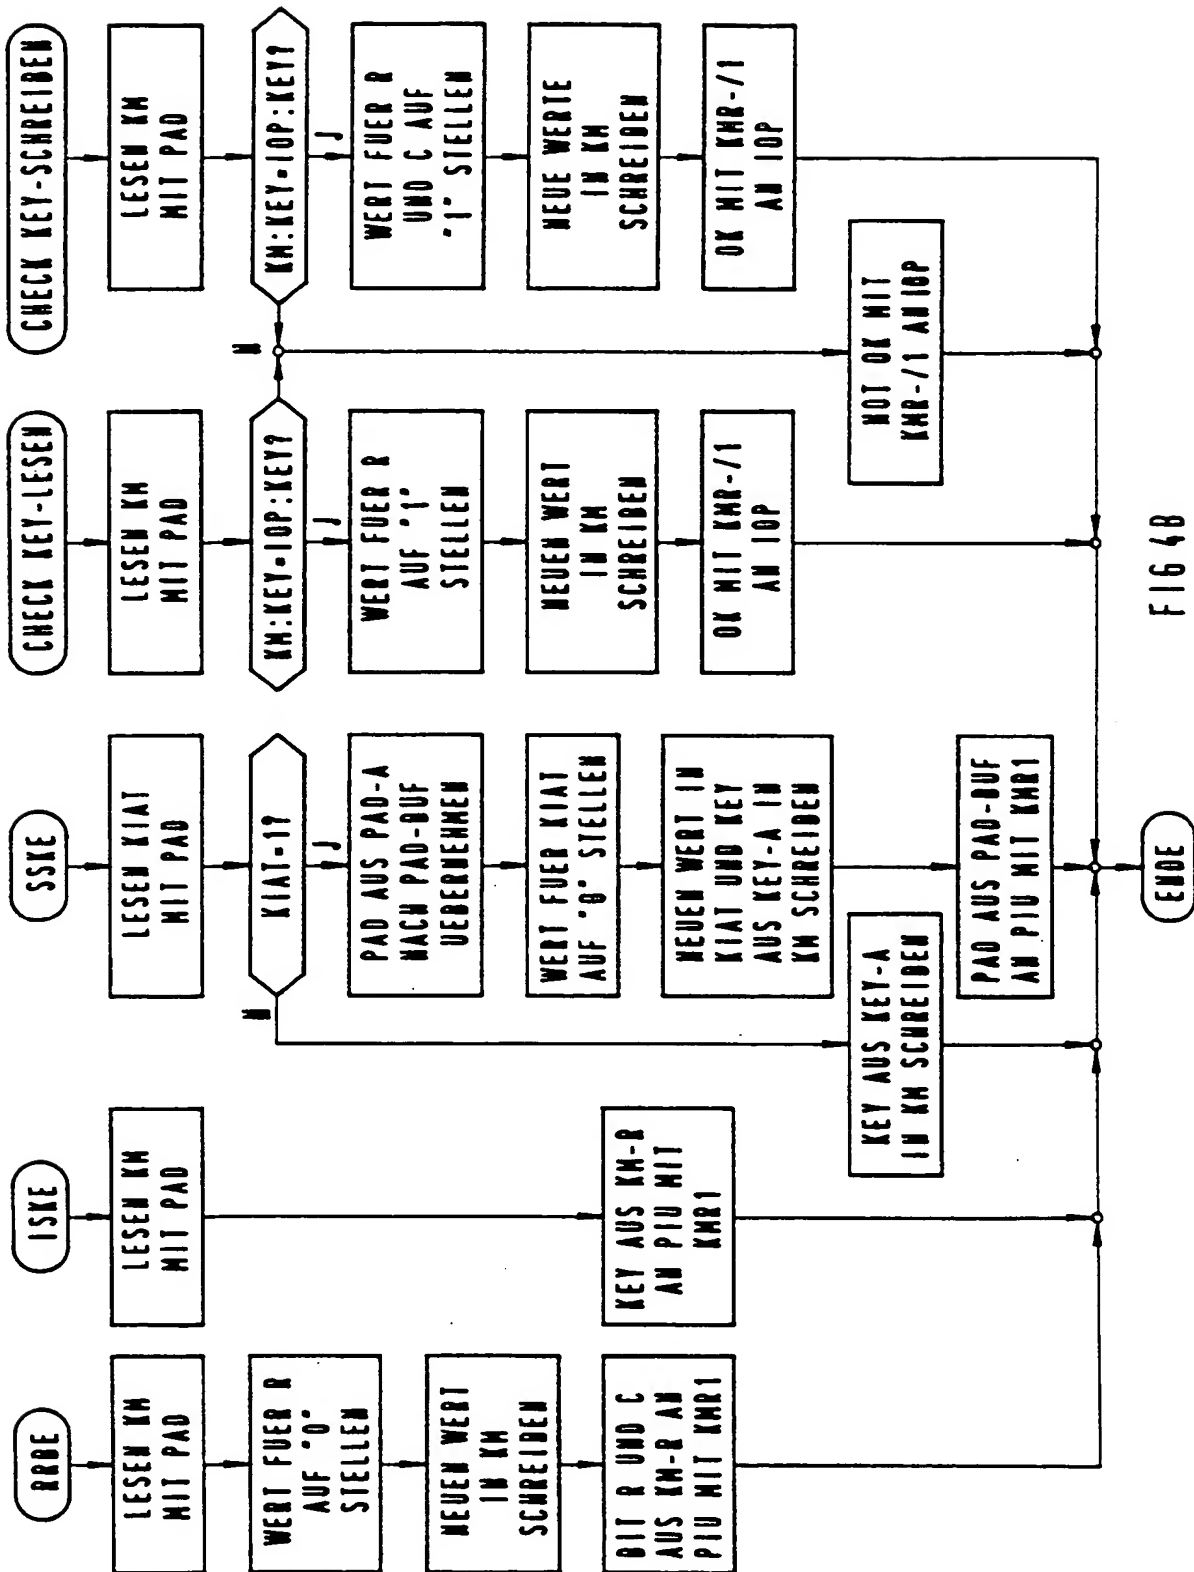 RRBE
LESEN KM
MIT PAD
WERT FUER R
AUF "0"
STELLEN
NEUEN WERT
IN KM
SCHREIBEN
BIT R UND C
AUS KM-R AN
PIU MIT KMR1
ISKE
LESEN KM
MIT PAD
KEY AUS KM-R
AN PIU MIT
KMR1
SSKE
LESEN KIAT
MIT PAD
KIAT=1?
N
J
PAD AUS PAD-A
NACH PAD-BUF
UEBERNEHMEN
WERT FUER KIAT
AUF "0" STELLEN
NEUEN WERT IN
KIAT UND KEY
AUS KEY-A IN
KM SCHREIBEN
KEY AUS KEY-A
IN KM SCHREIBEN
PAD AUS PAD-BUF
AN PIU MIT KMR1
CHECK KEY-LESEN
LESEN KM
MIT PAD
KM:KEY=IOP:KEY?
N
J
WERT FUER R
AUF "1"
STELLEN
NEUEN WERT
IN KM
SCHREIBEN
OK MIT KMR-/1
AN IOP
CHECK KEY-SCHREIBEN
LESEN KM
MIT PAD
KM:KEY=IOP:KEY?
J
WERT FUER R
UND C AUF
"1" STELLEN
NEUE WERTE
IN KM
SCHREIBEN
OK MIT KMR-/1
AN IOP
NOT OK MIT
KMR-/1 AN IOP
ENDE
FIG 4B